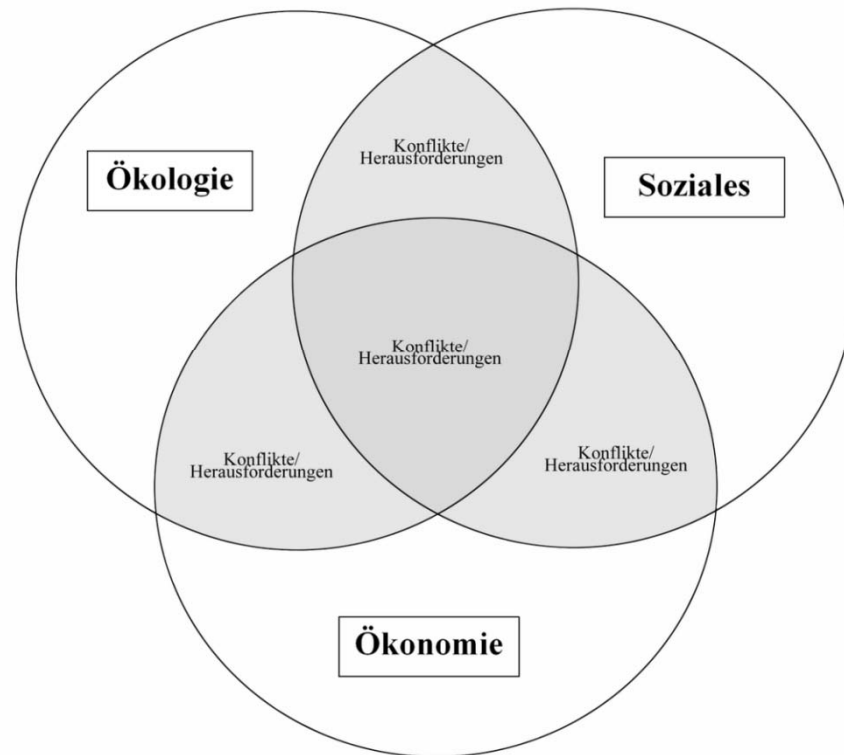 Konflikte/
Herausforderungen
Ökologie
Soziales
Konflikte/
Herausforderungen
Konflikte/
Herausforderungen
Konflikte/
Herausforderungen
Ökonomie